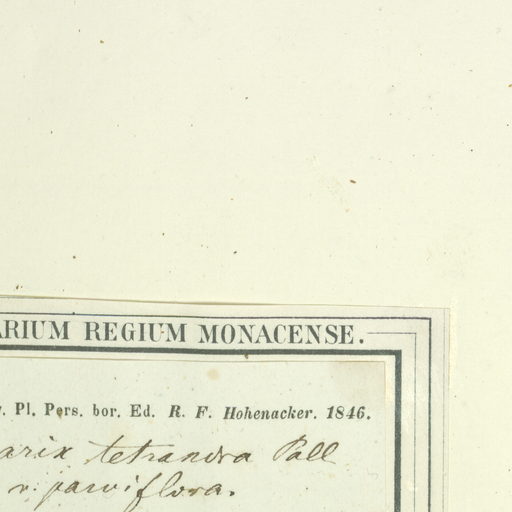 ARIUM REGIUM MONACENSE.
. Pl. Pers. bor. Ed. R. F. Hohenacker. 1846.
arix tetrandra Pall
v. parviflora.